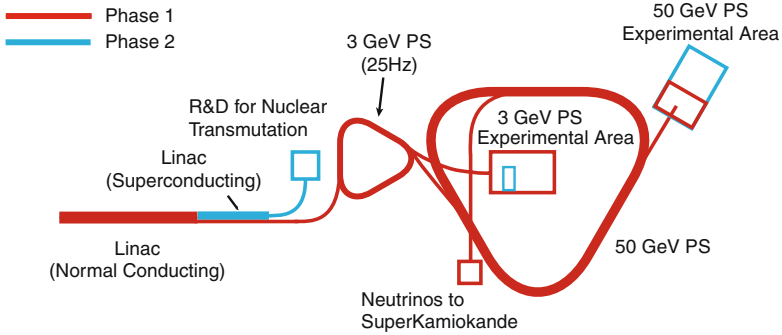 Phase 1
Phase 2
3 GeV PS
(25Hz)
50 GeV PS
Experimental Area
R&D for Nuclear
Transmutation
3 GeV PS
Experimental Area
Linac
(Superconducting)
Linac
(Normal Conducting)
50 GeV PS
Neutrinos to
SuperKamiokande